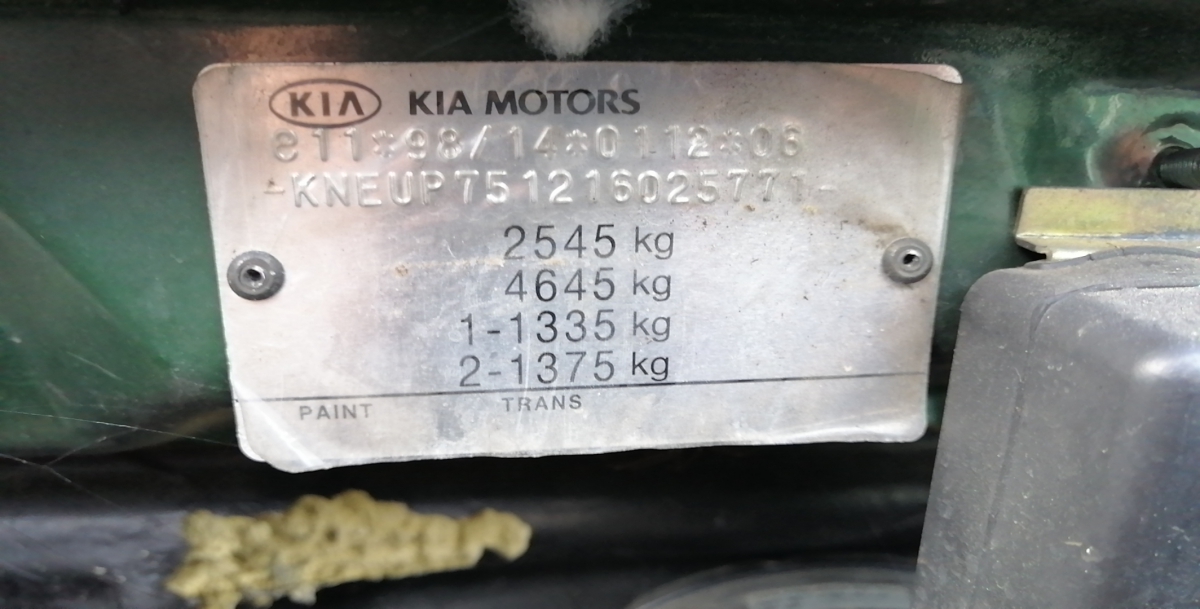 KIA KIA MOTORS
e11*98/14*0112*06
-KNEUP751216025771-
2545 kg
4645 kg
1-1335 kg
2-1375 kg
PAINT TRANS